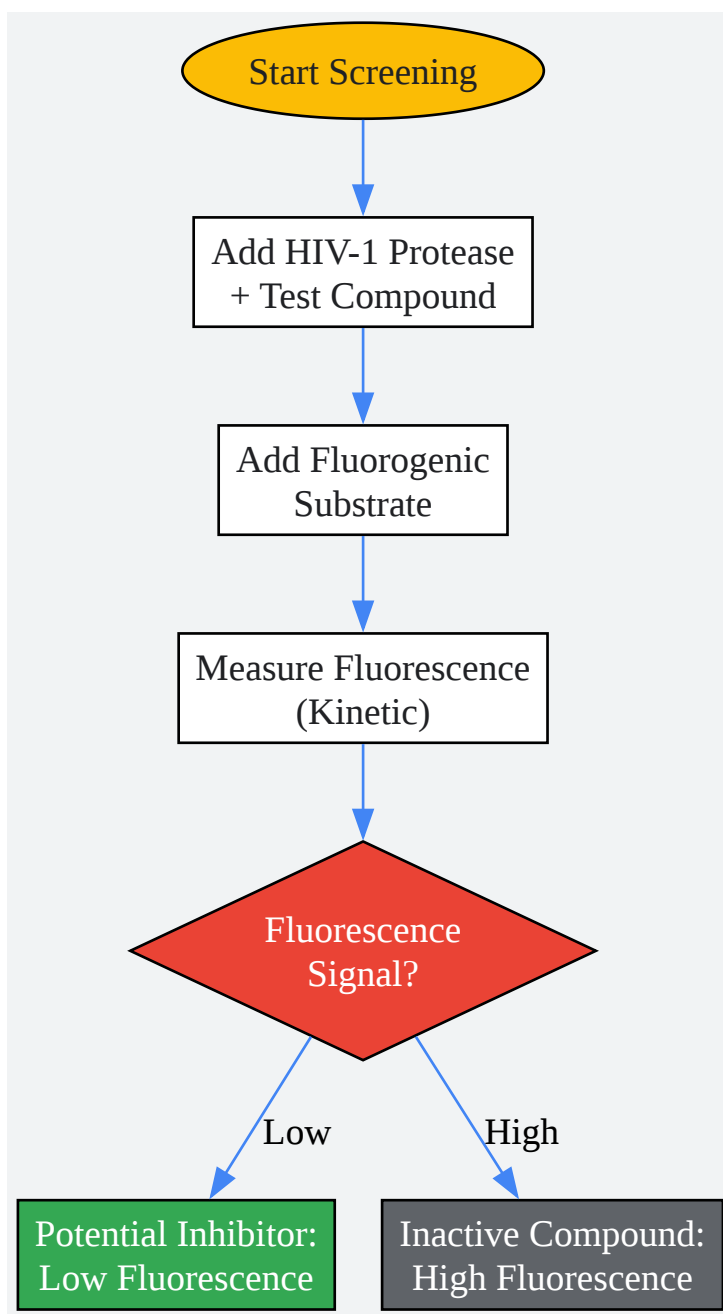 Start Screening
Add HIV-1 Protease
+ Test Compound
Add Fluorogenic
Substrate
Measure Fluorescence
(Kinetic)
Fluorescence
Signal?
Low
High
Potential Inhibitor:
Low Fluorescence
Inactive Compound:
High Fluorescence